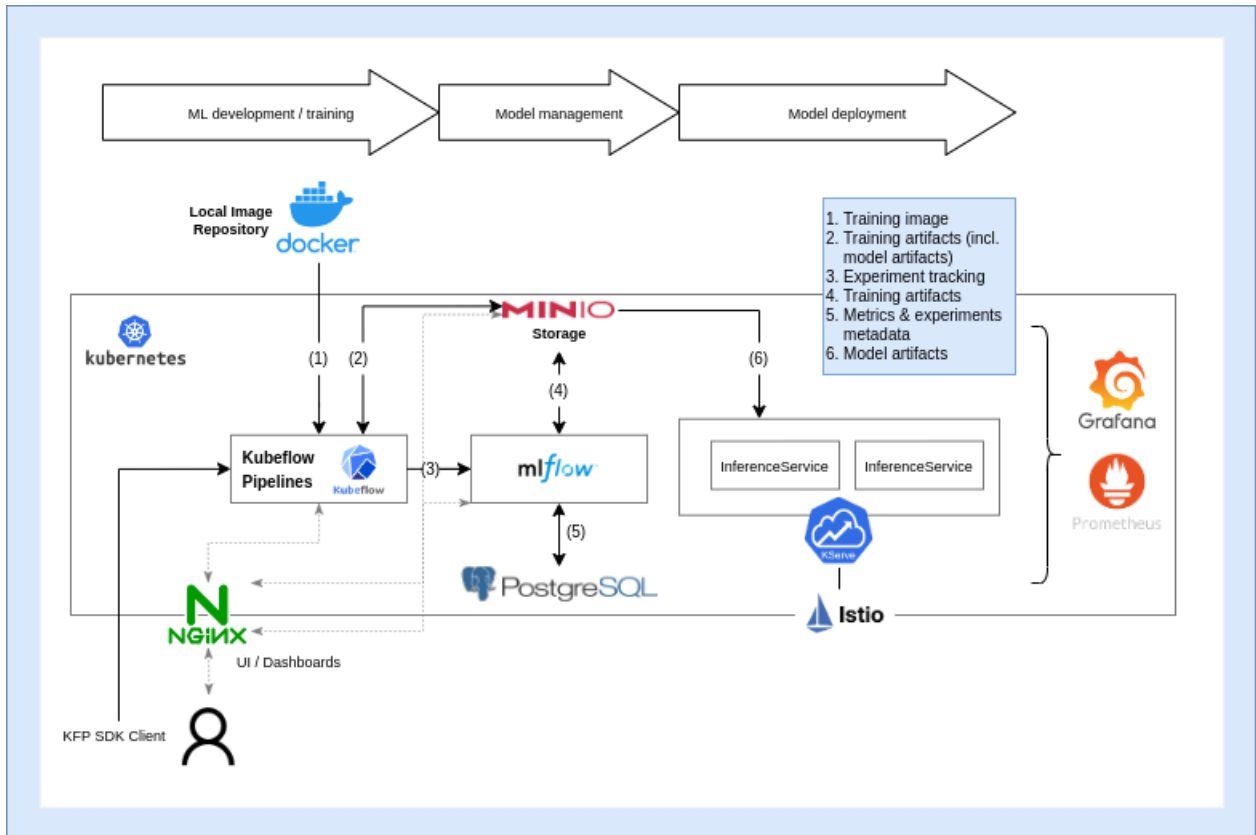 ML development / training
Model management
Model deployment
Local Image
Repository
docker
1. Training image
2. Training artifacts (incl.
model artifacts)
3. Experiment tracking
4. Training artifacts
5. Metrics & experiments
metadata
6. Model artifacts
MINIO
Storage
kubernetes
(1)
(2)
(4)
(6)
Grafana
Kubeflow
Pipelines
Kubeflow
(3)
mlflow
InferenceService
InferenceService
Prometheus
(5)
KServe
PostgreSQL
Istio
NGINX
UI / Dashboards
KFP SDK Client